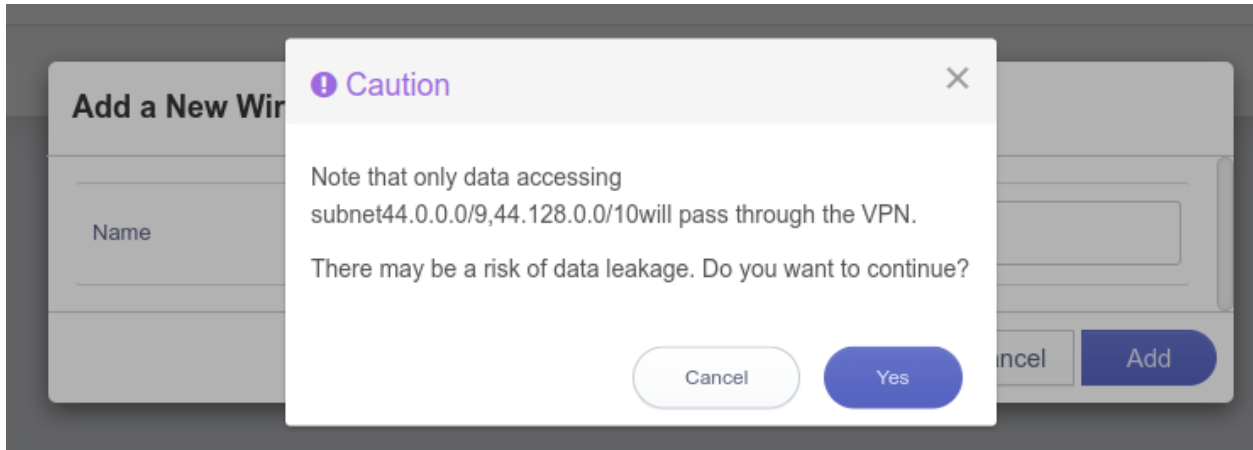 Caution
Add a New Wir
Note that only data accessing
subnet44.0.0.0/9,44.128.0.0/10will pass through the VPN.
Name
There may be a risk of data leakage. Do you want to continue?
Cancel
Yes
ncel
Add